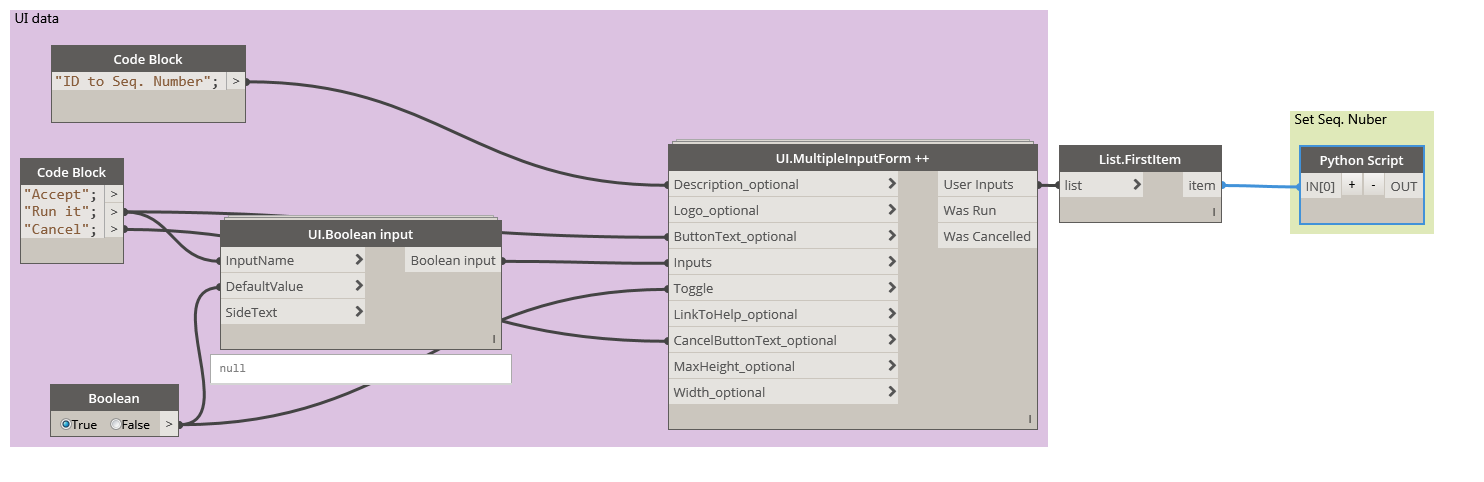 UI data
Code Block
"ID to Seq. Number"; >
Code Block
"Accept"; >
"Run it"; >
"Cancel"; >
UI.Boolean input
InputName
Boolean input
DefaultValue
SideText
null
Boolean
True False >
UI.MultipleInputForm ++
Description_optional
User Inputs
Logo_optional
Was Run
ButtonText_optional
Was Cancelled
Inputs
Toggle
LinkToHelp_optional
CancelButtonText_optional
MaxHeight_optional
Width_optional
List.FirstItem
list item
Set Seq. Nuber
Python Script
IN[0] + - OUT